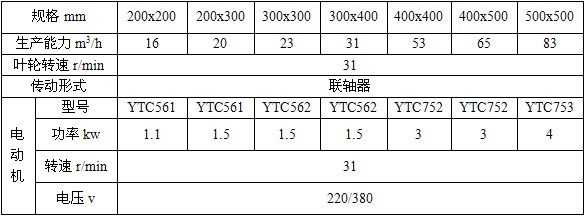 规格 mm 200x200 200x300 300x300 300x400 400x400 400x500 500x500
生产能力 m³/h 16 20 23 31 53 65 83
叶轮转速 r/min 31
传动形式 联轴器
电动机 型号 YTC561 YTC561 YTC562 YTC562 YTC752 YTC752 YTC753
功率 kw 1.1 1.5 1.5 1.5 3 3 4
转速 r/min 31
电压 v 220/380